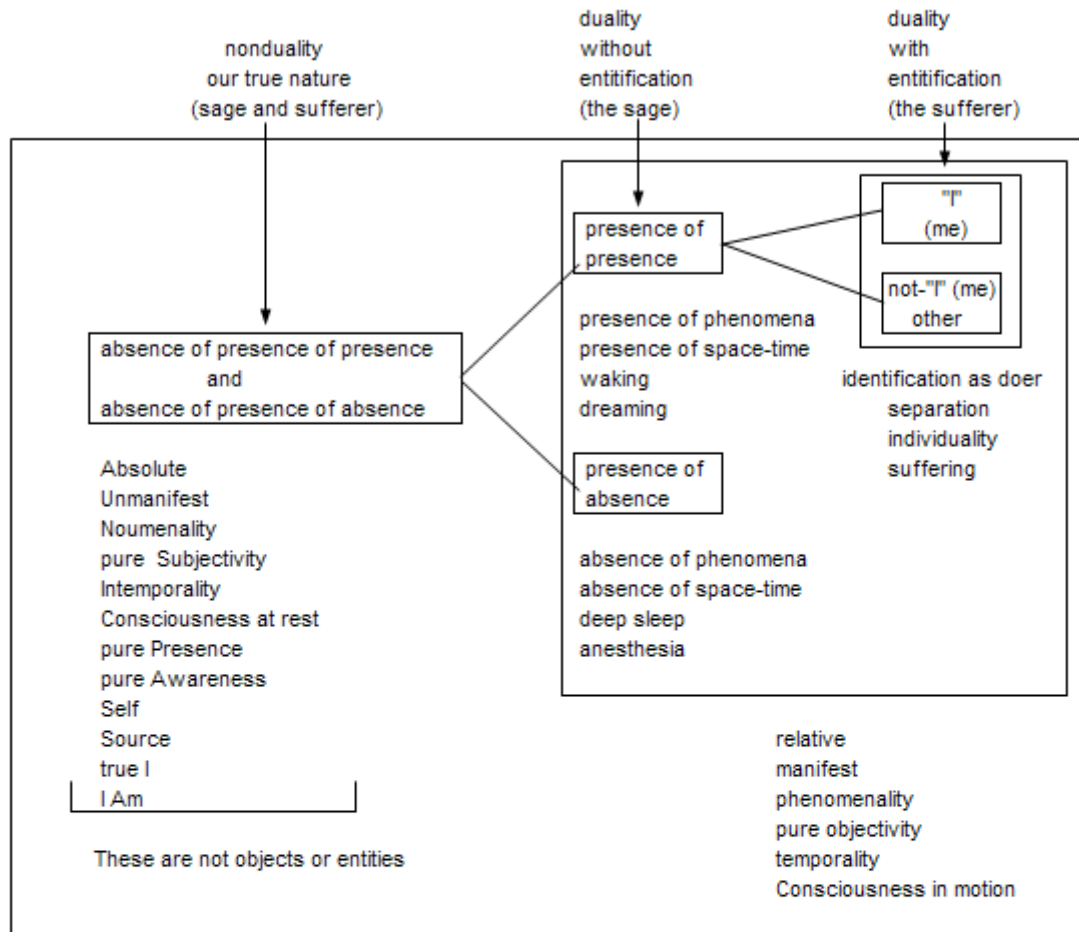 nonduality
our true nature
(sage and sufferer)
duality
without
entitification
(the sage)
duality
with
entitification
(the sufferer)
absence of presence of presence
and
absence of presence of absence
Absolute
Unmanifest
Noumenality
pure Subjectivity
Intemporality
Consciousness at rest
pure Presence
pure Awareness
Self
Source
true I
I Am
These are not objects or entities
presence of
presence
presence of phenomena
presence of space-time
waking
dreaming
presence of
absence
absence of phenomena
absence of space-time
deep sleep
anesthesia
"I"
(me)
not-"I" (me)
other
identification as doer
separation
individuality
suffering
relative
manifest
phenomenality
pure objectivity
temporality
Consciousness in motion